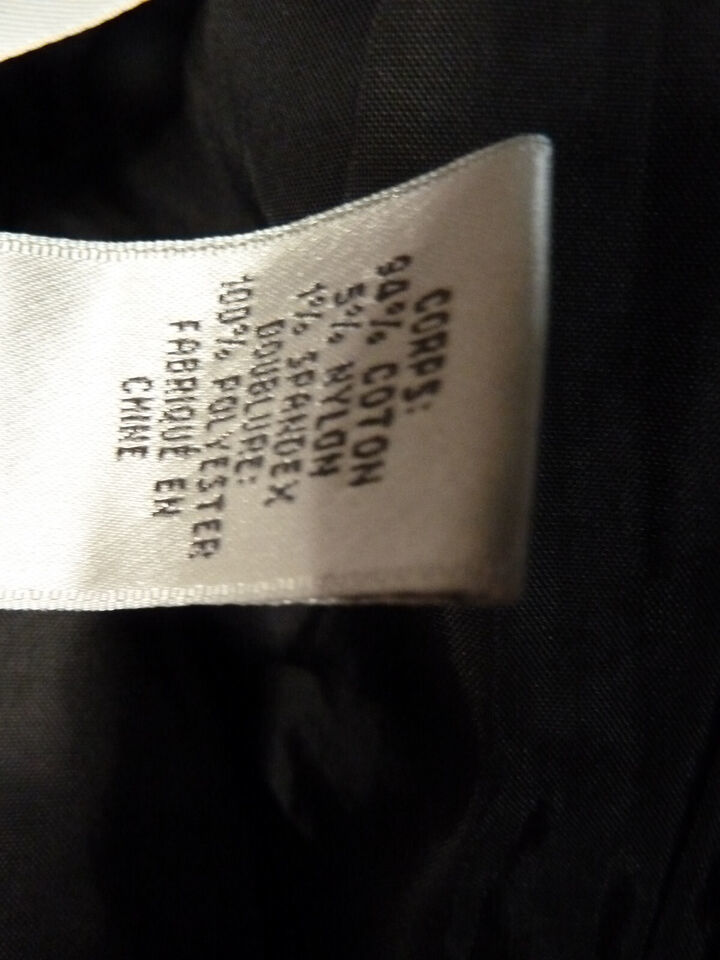 CORPS:
94% COTON
5% NYLON
1% SPANDEX
DOUBLURE:
100% POLYESTER
FABRIQUÉ EN
CHINE